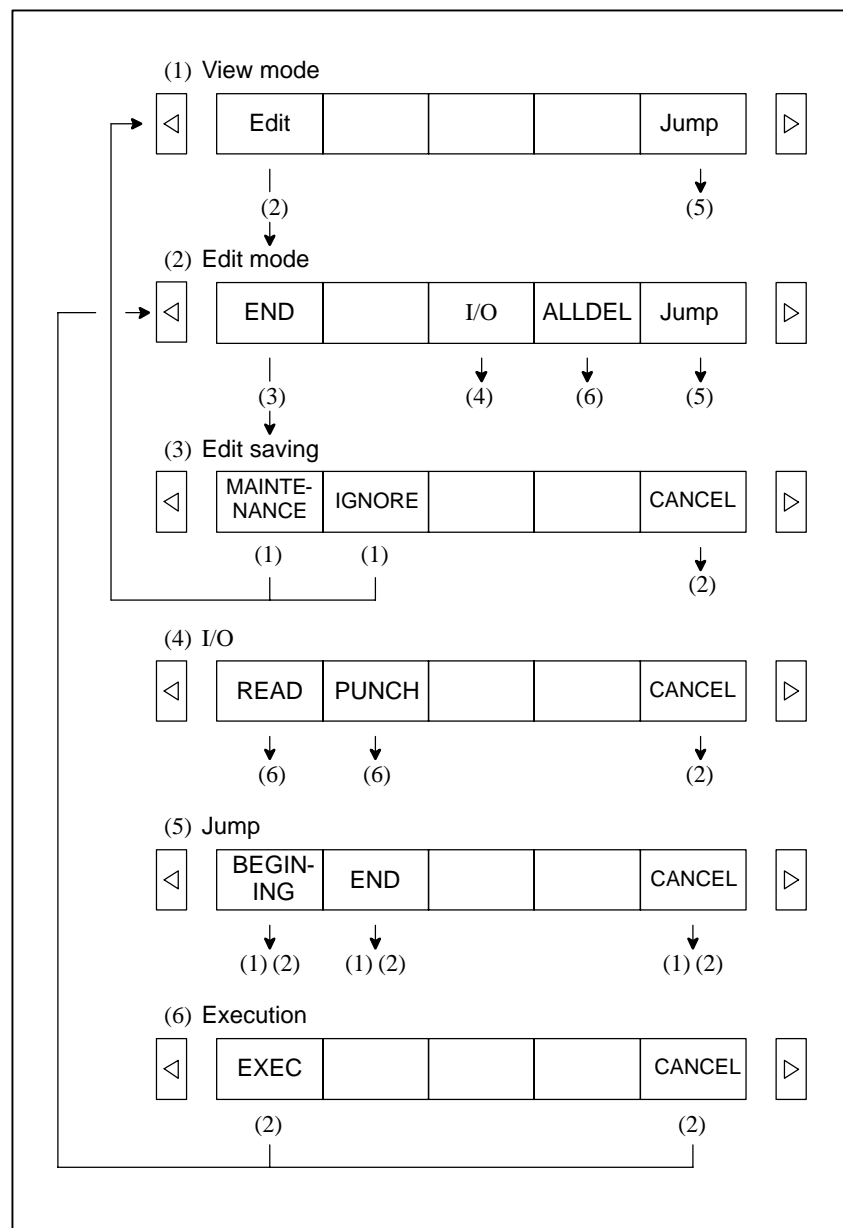 (1) View mode
Edit Jump
(2) (5)
(2) Edit mode
END I/O ALLDEL Jump
(3) (4) (6) (5)
(3) Edit saving
MAINTE-
NANCE IGNORE CANCEL
(1) (1) (2)
(4) I/O
READ PUNCH CANCEL
(6) (6) (2)
(5) Jump
BEGIN-
ING END CANCEL
(1) (2) (1) (2) (1) (2)
(6) Execution
EXEC CANCEL
(2) (2)